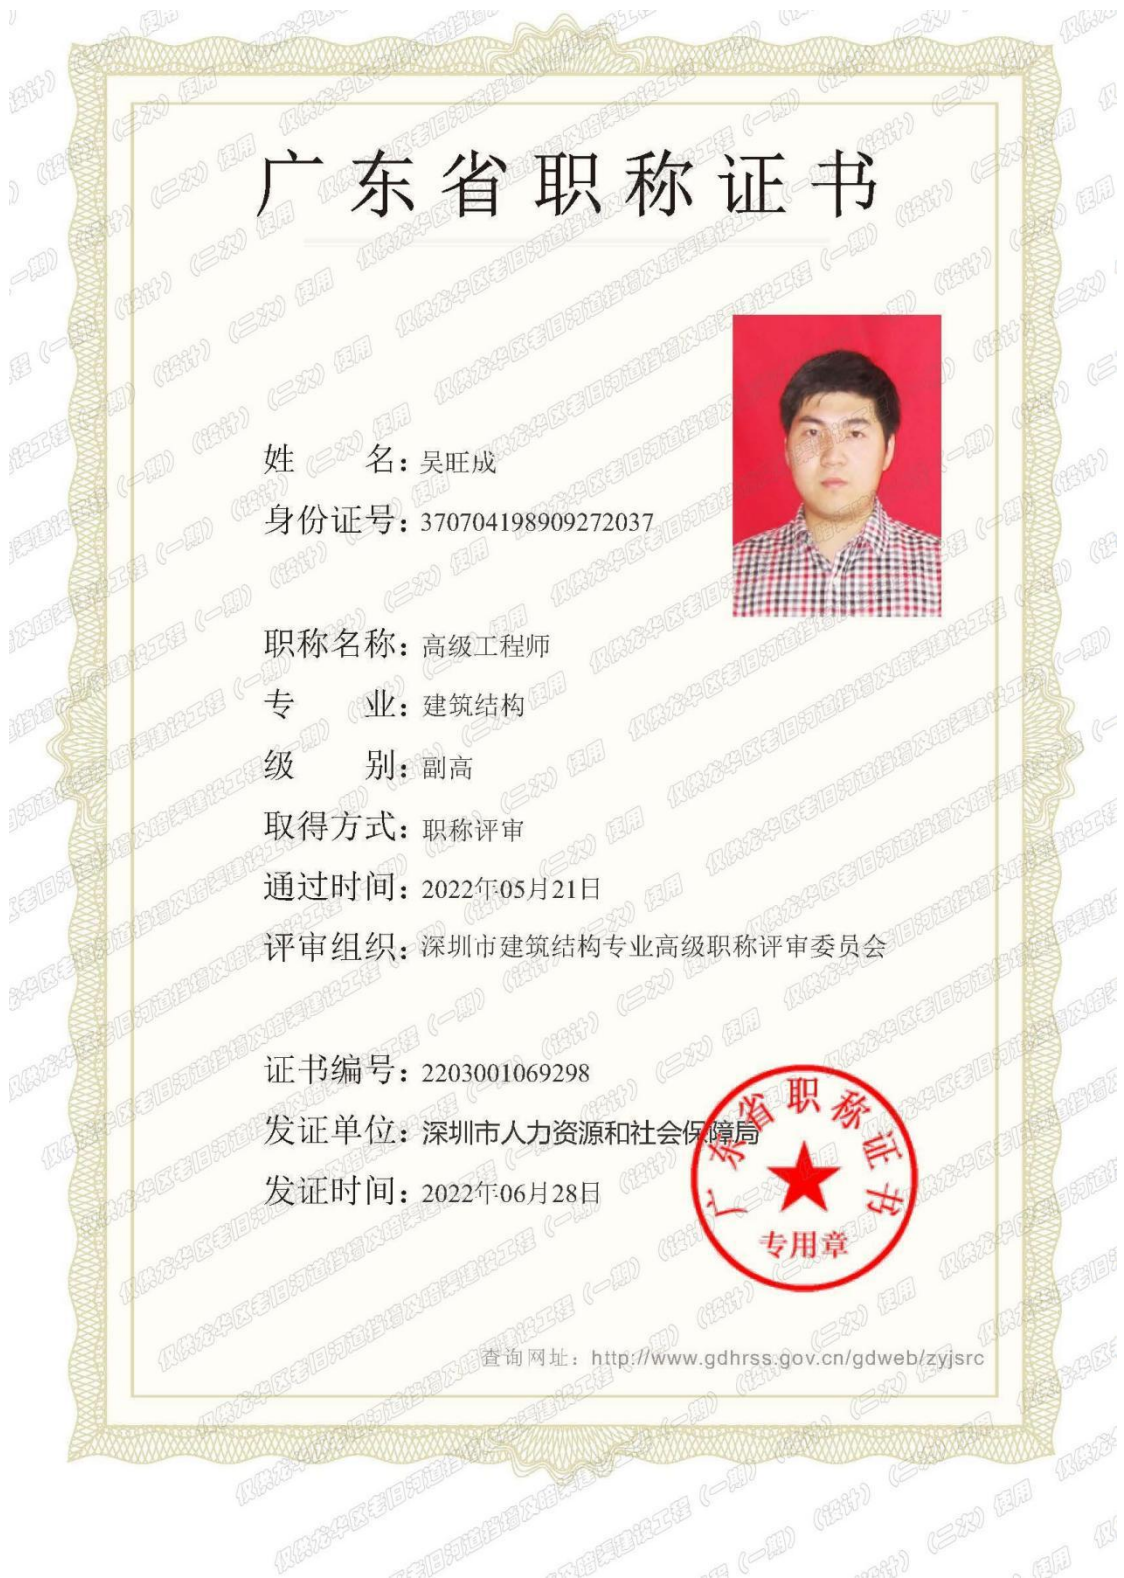 广东省职称证书
姓名：吴旺成
身份证号：370704198909272037
职称名称：高级工程师
专业：建筑结构
级别：副高
取得方式：职称评审
通过时间：2022年05月21日
评审组织：深圳市建筑结构专业高级职称评审委员会
证书编号：2203001069298
发证单位：深圳市人力资源和社会保障局
发证时间：2022年06月28日
广东省职称证书
专用章
查询网址：http://www.gdhrss.gov.cn/gdweb/zyjsrc
仅供龙华区老旧河道挡墙及暗渠建设工程（一期）（设计）（二次）使用